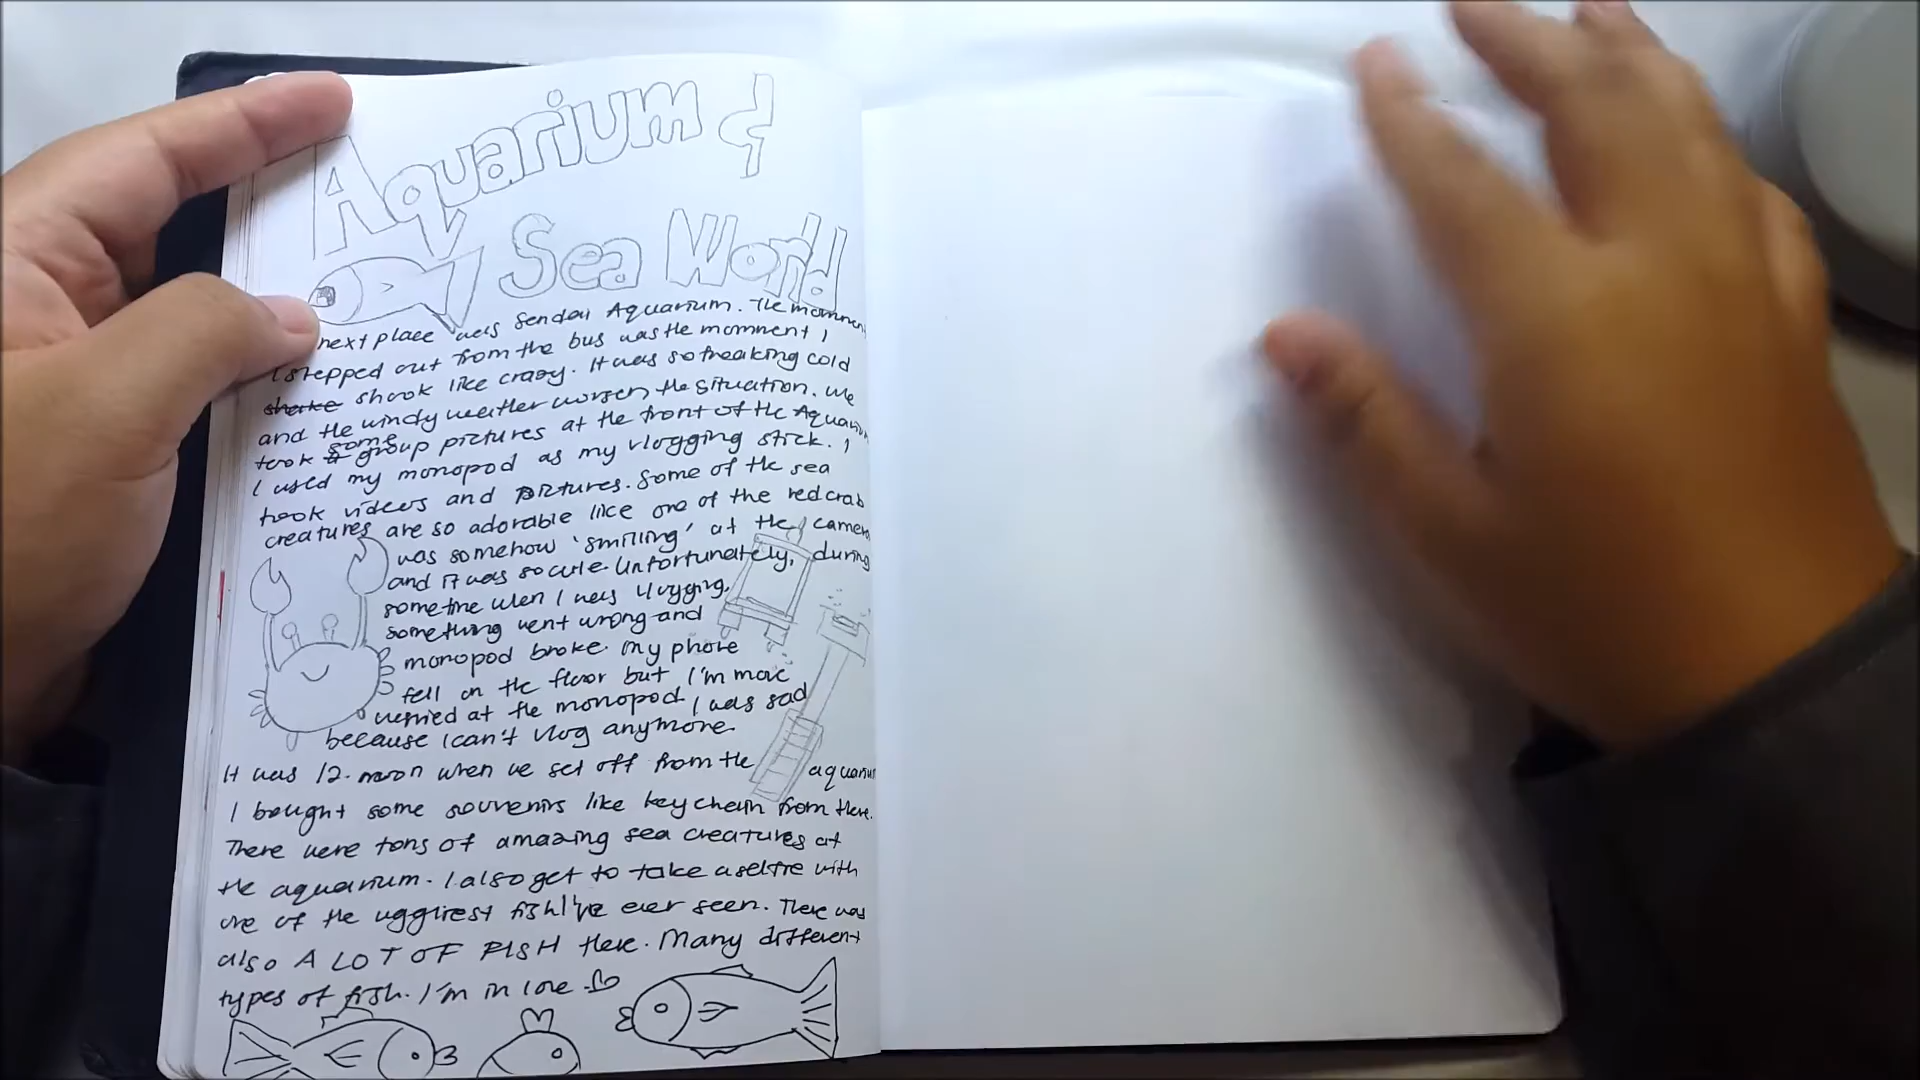 Aquarium &
Sea World
next place was Sendai Aquarium. The momment
I stepped out from the bus was the momment I
shake shook like crazy. It was so freaking cold
and the windy weather worsen the situation. We
took a some group pictures at the front of the Aquarium
I used my monopod as my vlogging stick. I
took videos and pictures. Some of the sea
creatures are so adorable like one of the red crab
was somehow 'smilling' at the camera
and it was so cute. Unfortunately, during
sometime when I was vlogging,
something went wrong and
monopod broke. My phone
fell on the floor but I'm more
worried at the monopod. I was sad
because I can't vlog anymore.
It was 12. noon when we set off from the aquarium
I bought some souvenirs like keychain from there.
There were tons of amazing sea creatures at
the aquarium. I also get to take a selfie with
one of the uggliest fish I've ever seen. There was
also A LOT OF FISH there. Many different
types of fish. I'm in love